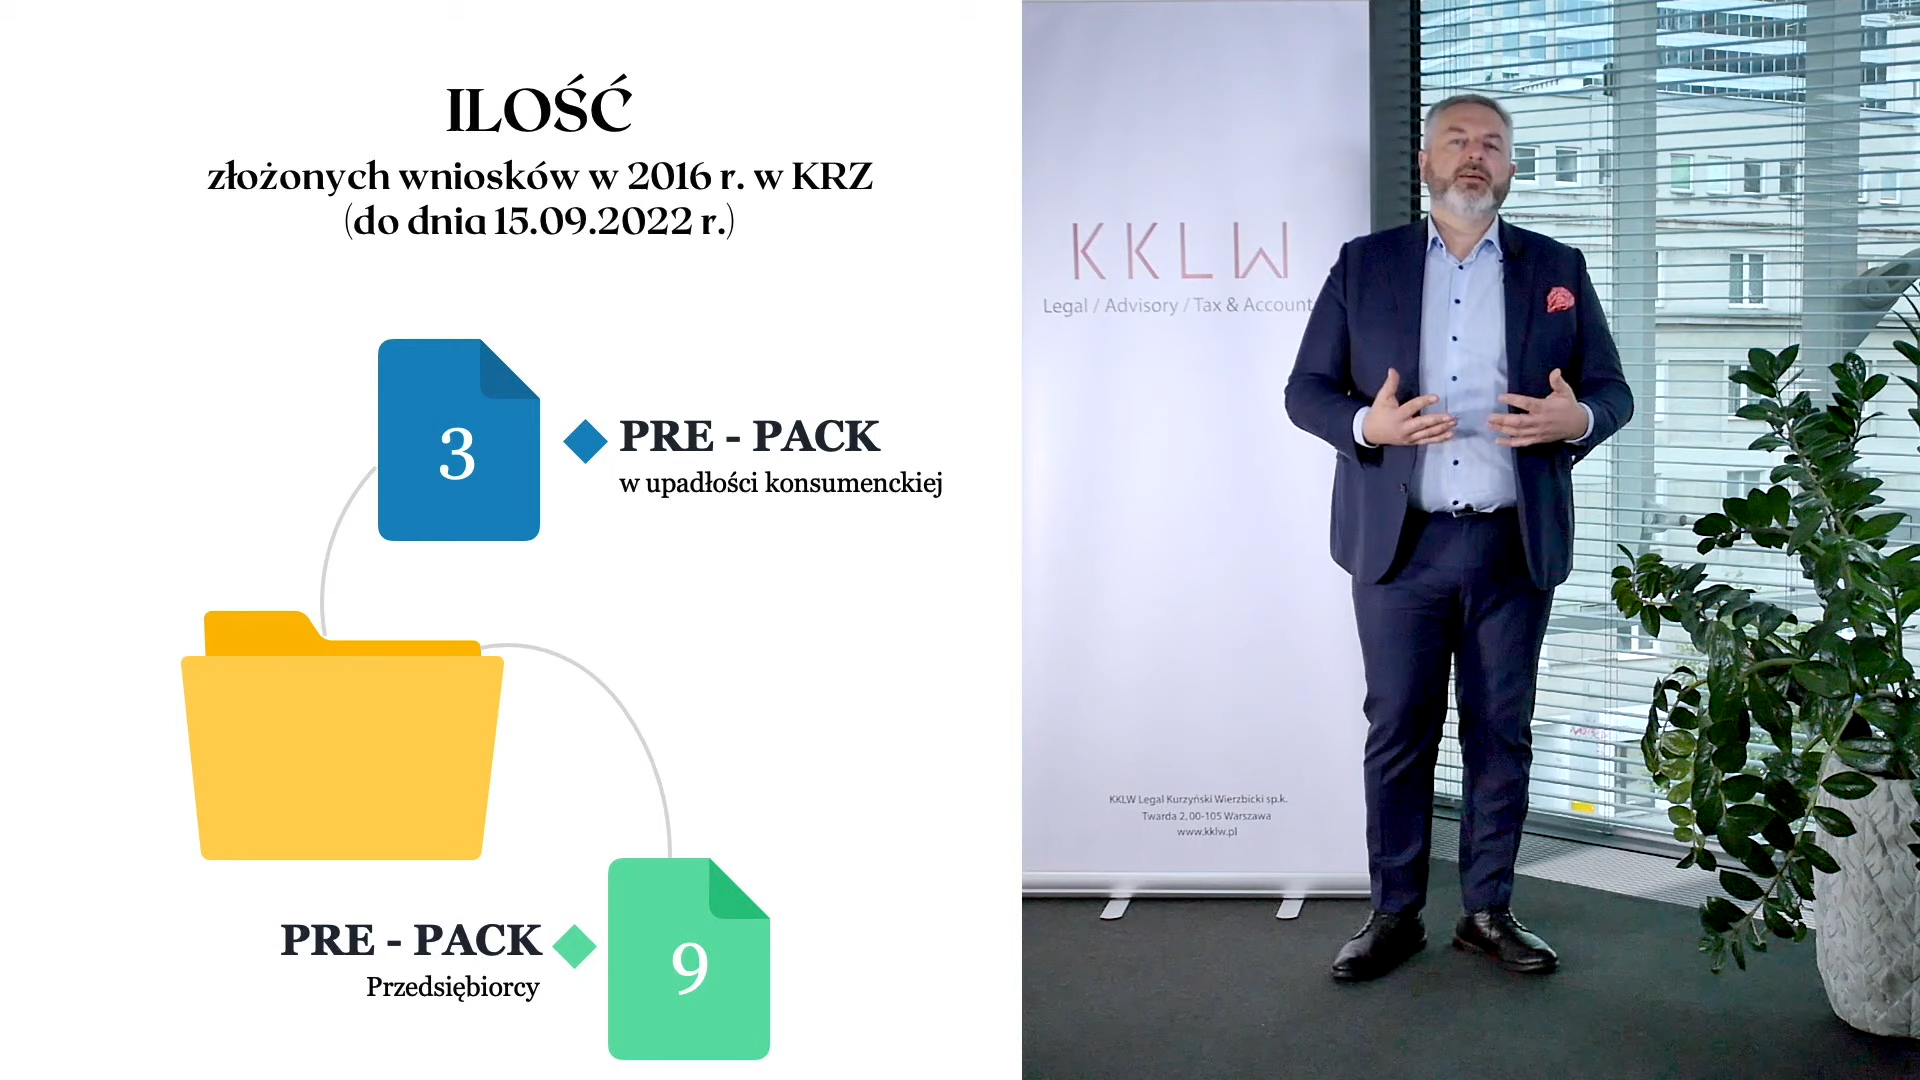 ILOŚĆ
złożonych wniosków w 2016 r. w KRZ
(do dnia 15.09.2022 r.)
3
PRE - PACK
w upadłości konsumenckiej
PRE - PACK
Przedsiębiorcy
9
KKLW
Legal / Advisory / Tax & Account
KKLW Legal Kurzyński Wierzbicki sp.k.
Twarda 2, 00-105 Warszawa
www.kklw.pl